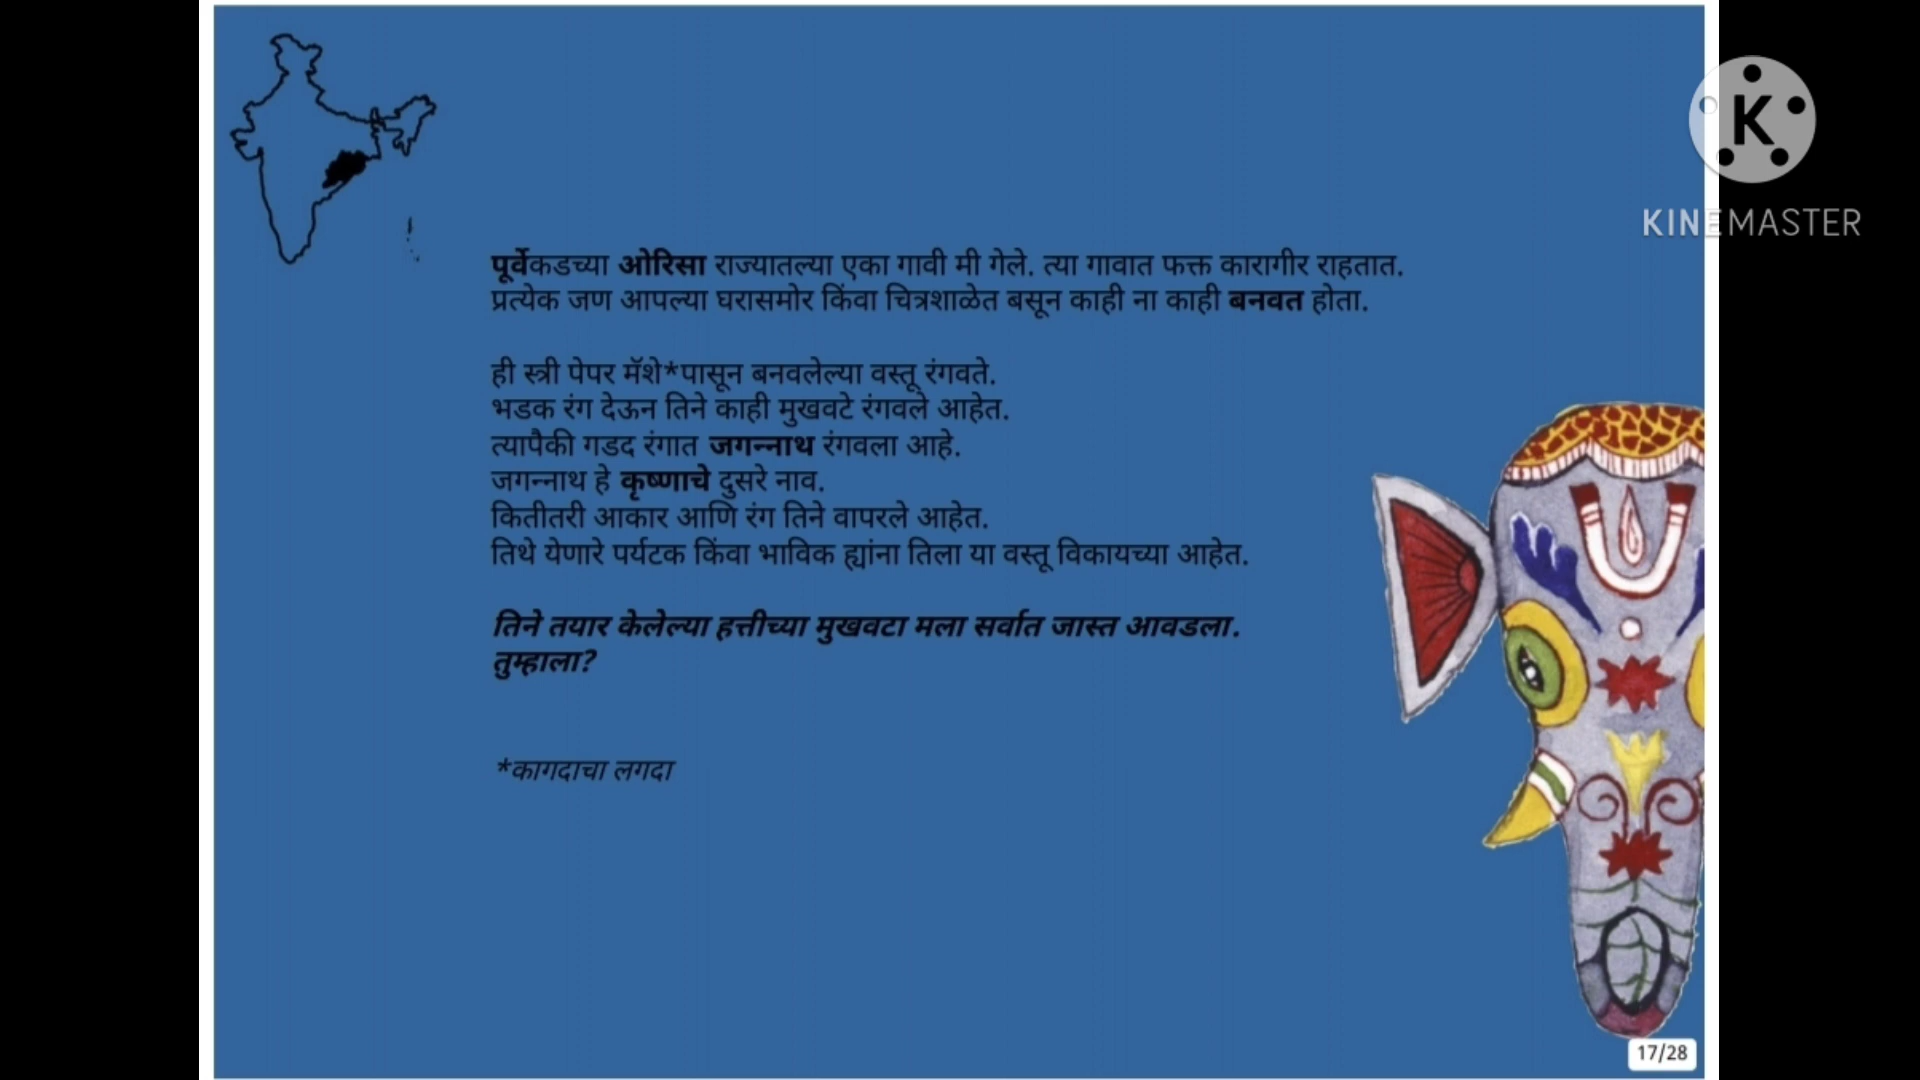 पूर्वेकडच्या ओरिसा राज्यातल्या एका गावी मी गेले. त्या गावात फक्त कारागीर राहतात.
प्रत्येक जण आपल्या घरासमोर किंवा चित्रशाळेत बसून काही ना काही बनवत होता.
ही स्त्री पेपर मॅशे*पासून बनवलेल्या वस्तू रंगवते.
भडक रंग देऊन तिने काही मुखवटे रंगवले आहेत.
त्यापैकी गडद रंगात जगन्नाथ रंगवला आहे.
जगन्नाथ हे कृष्णाचे दुसरे नाव.
कितीतरी आकार आणि रंग तिने वापरले आहेत.
तिथे येणारे पर्यटक किंवा भाविक ह्यांना तिला या वस्तू विकायच्या आहेत.
तिने तयार केलेल्या हत्तीच्या मुखवटा मला सर्वात जास्त आवडला.
तुम्हाला?
*कागदाचा लगदा
17/28
K
KINEMASTER